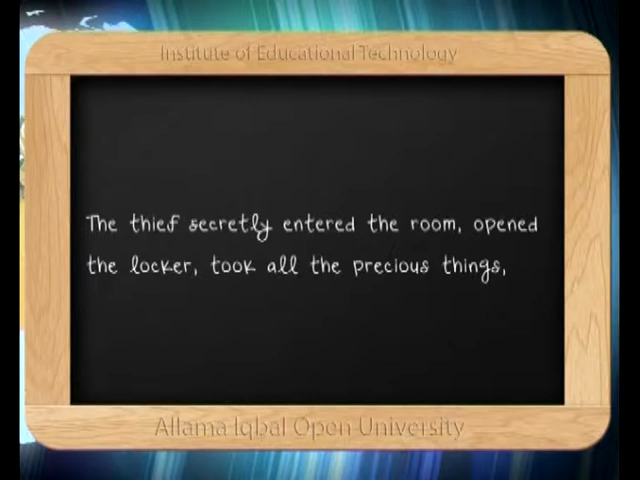 Institute of Educational Technology
The thief secretly entered the room, opened
the locker, took all the precious things,
Allama Iqbal Open University